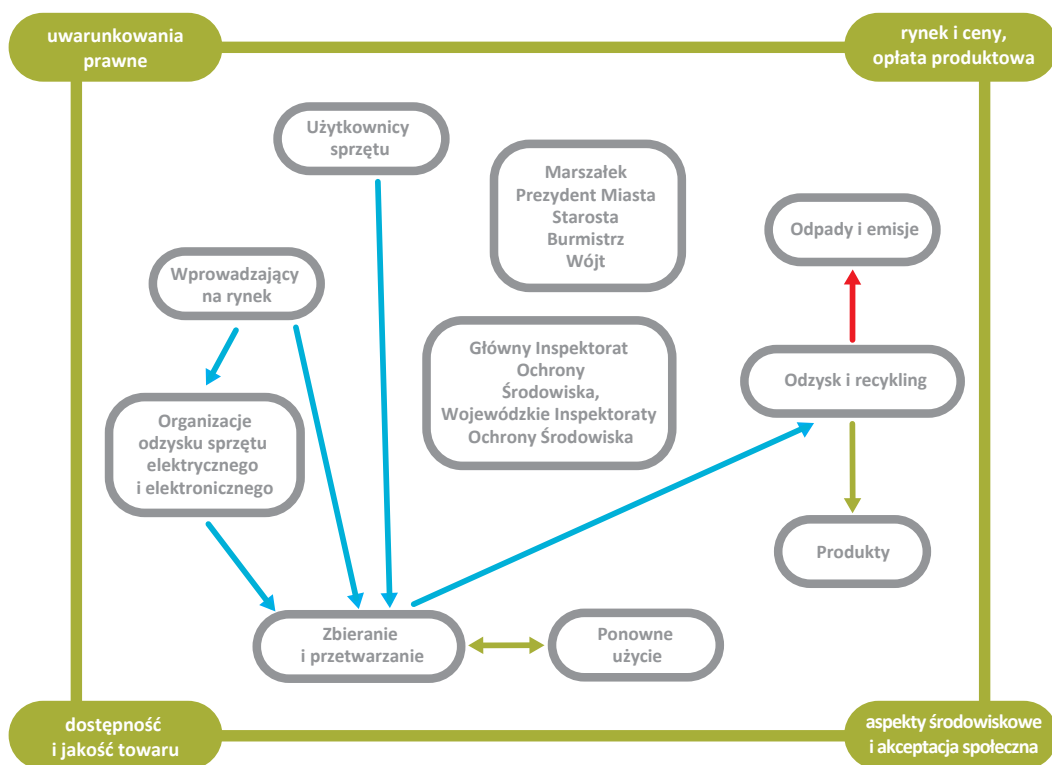 uwarunkowania
prawne
rynek i ceny,
opłata produktowa
Użytkownicy
sprzętu
Marszałek
Prezydent Miasta
Starosta
Burmistrz
Wójt
Odpady i emisje
Wprowadzający
na rynek
Główny Inspektorat
Ochrony
Środowiska,
Wojewódzkie Inspektoraty
Ochrony Środowiska
Odzysk i recykling
Organizacje
odzysku sprzętu
elektrycznego
i elektronicznego
Produkty
Zbieranie
i przetwarzanie
Ponowne
użycie
dostępność
i jakość towaru
aspekty środowiskowe
i akceptacja społeczna